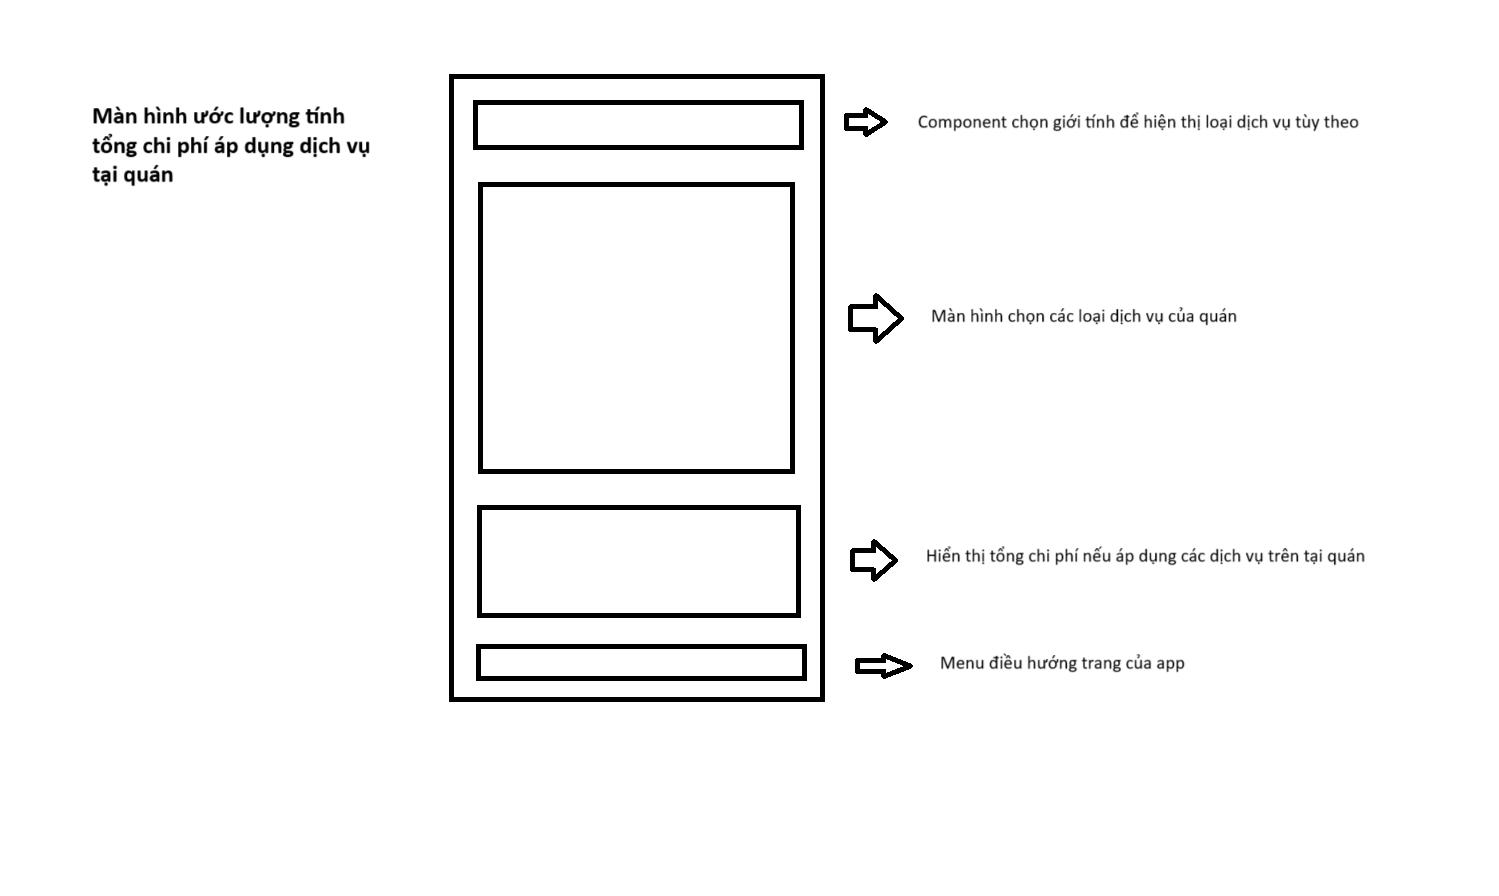 Màn hình ước lượng tính
tổng chi phí áp dụng dịch vụ
tại quán
Component chọn giới tính để hiện thị loại dịch vụ tùy theo
Màn hình chọn các loại dịch vụ của quán
Hiển thị tổng chi phí nếu áp dụng các dịch vụ trên tại quán
Menu điều hướng trang của app